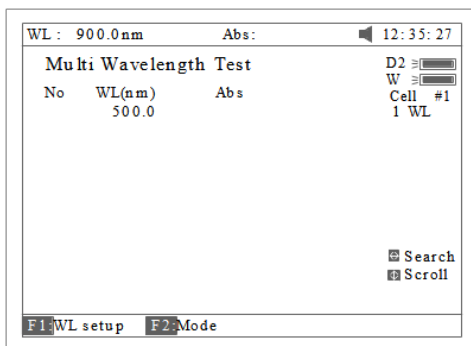 WL: 900.0nm Abs: 12:35:27
Multi Wavelength Test D2
W
No WL(nm) Abs Cell #1
500.0 1 WL
Search
Scroll
F1:WL setup F2:Mode